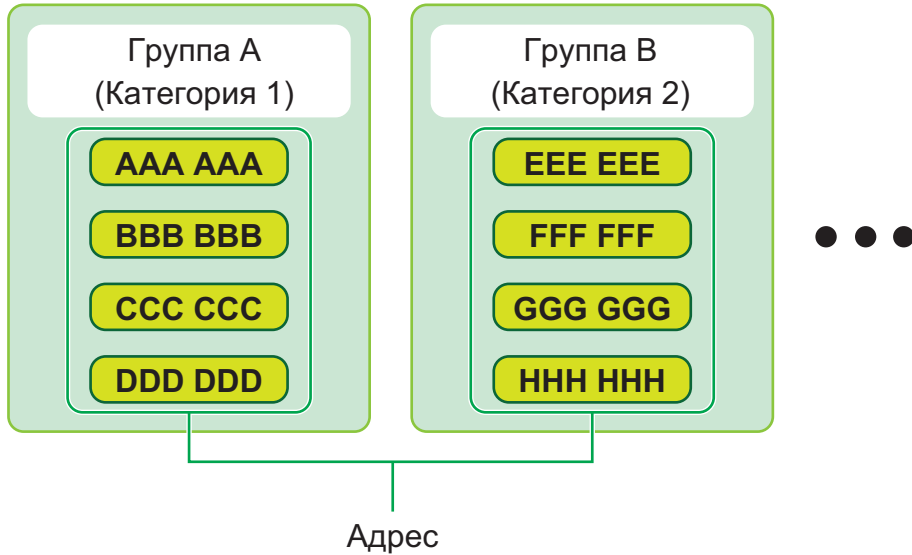 Группа A
(Категория 1)
AAA AAA
BBB BBB
CCC CCC
DDD DDD
Группа B
(Категория 2)
EEE EEE
FFF FFF
GGG GGG
HHH HHH
Адрес